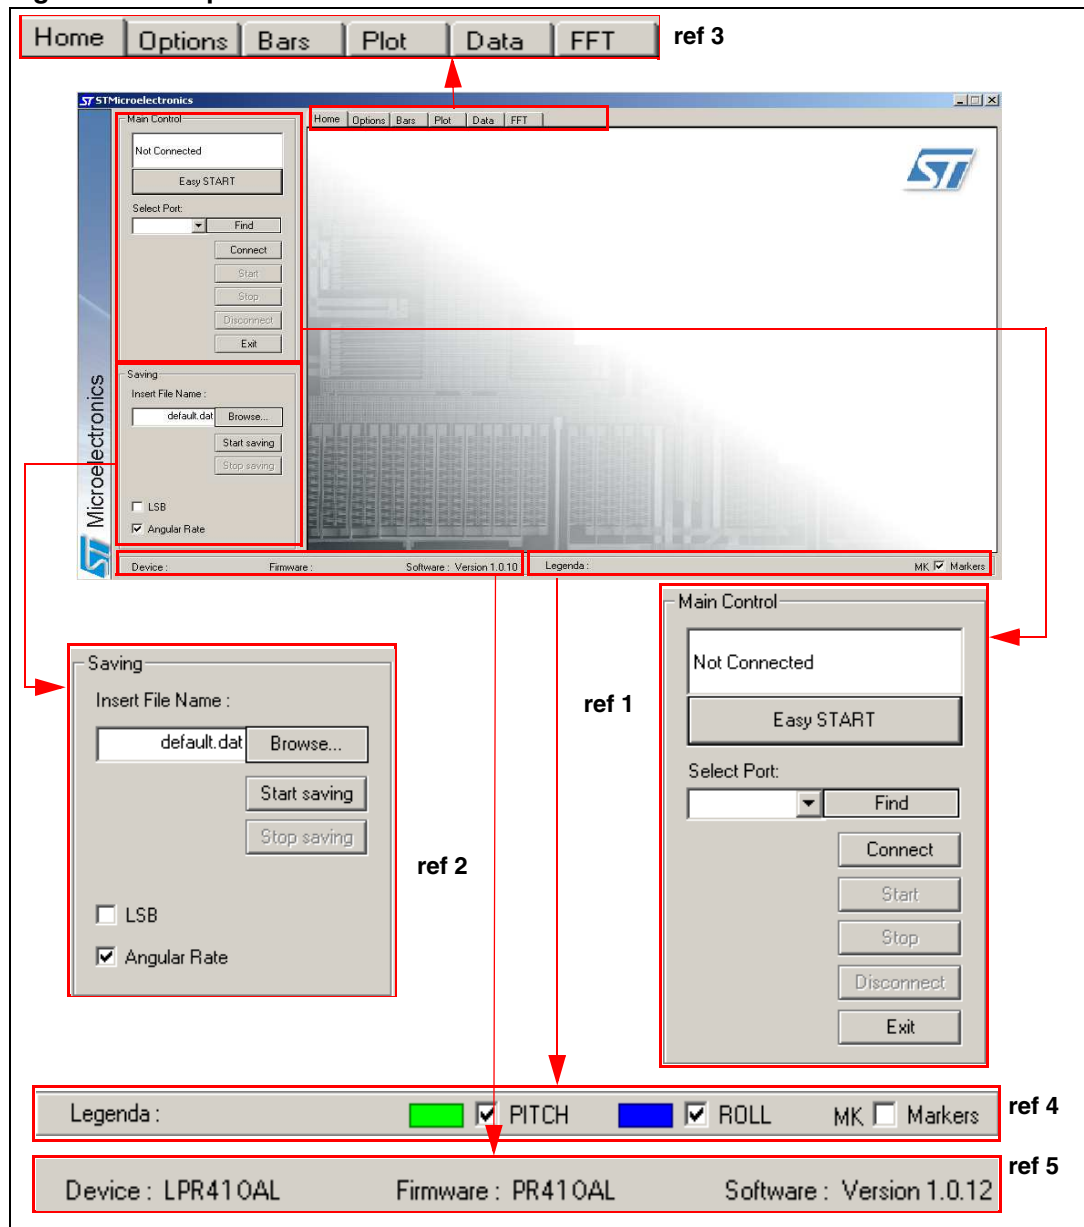 Home Options Bars Plot Data FFT ref 3
STMicroelectronics
Main Control
Home Options Bars Plot Data FFT
Not Connected
Easy START
Select Port:
Find
Connect
Start
Stop
Disconnect
Exit
Saving
Insert File Name :
default.dat Browse...
Start saving
Stop saving
LSB
Angular Rate
Microelectronics
Device : Firmware : Software : Version 1.0.10 Legenda : MK Markers
Main Control
Not Connected
Easy START
Select Port:
Find
Connect
Start
Stop
Disconnect
Exit
ref 1
Saving
Insert File Name :
default.dat Browse...
Start saving
Stop saving
LSB
Angular Rate
ref 2
Legenda : PITCH ROLL MK Markers ref 4
ref 5
Device : LPR410AL Firmware : PR410AL Software : Version 1.0.12